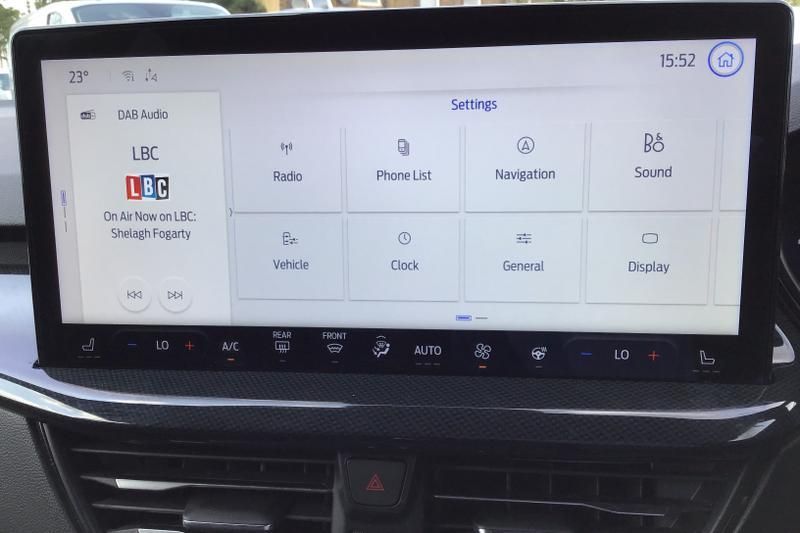 23°
15:52
DAB Audio
LBC
LBC
On Air Now on LBC:
Shelagh Fogarty
Settings
Radio
Phone List
Navigation
B&O
Sound
Vehicle
Clock
General
Display
LO
A/C
REAR
FRONT
AUTO
LO